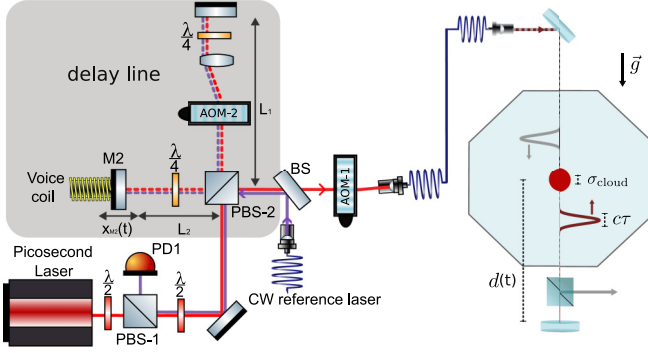 λ/4
delay line
AOM-2
L₁
M2
λ/4
Voice
coil
PBS-2
BS
AOM-1
x_M2(t)
L₂
Picosecond
Laser
PD1
λ/2
λ/2
PBS-1
CW reference laser
g⃗
σ_cloud
cτ
d(t)